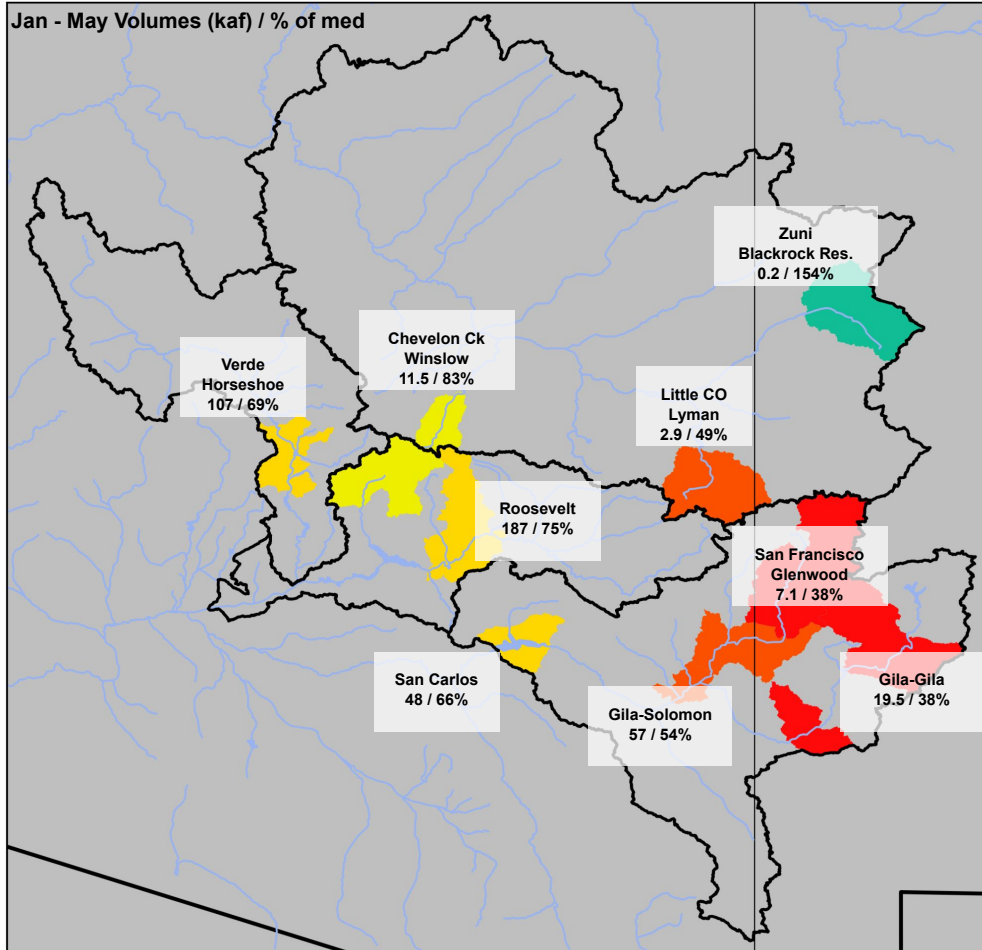 Jan - May Volumes (kaf) / % of med
Zuni
Blackrock Res.
0.2 / 154%
Chevelon Ck
Winslow
11.5 / 83%
Verde
Horseshoe
107 / 69%
Little CO
Lyman
2.9 / 49%
Roosevelt
187 / 75%
San Francisco
Glenwood
7.1 / 38%
San Carlos
48 / 66%
Gila-Solomon
57 / 54%
Gila-Gila
19.5 / 38%